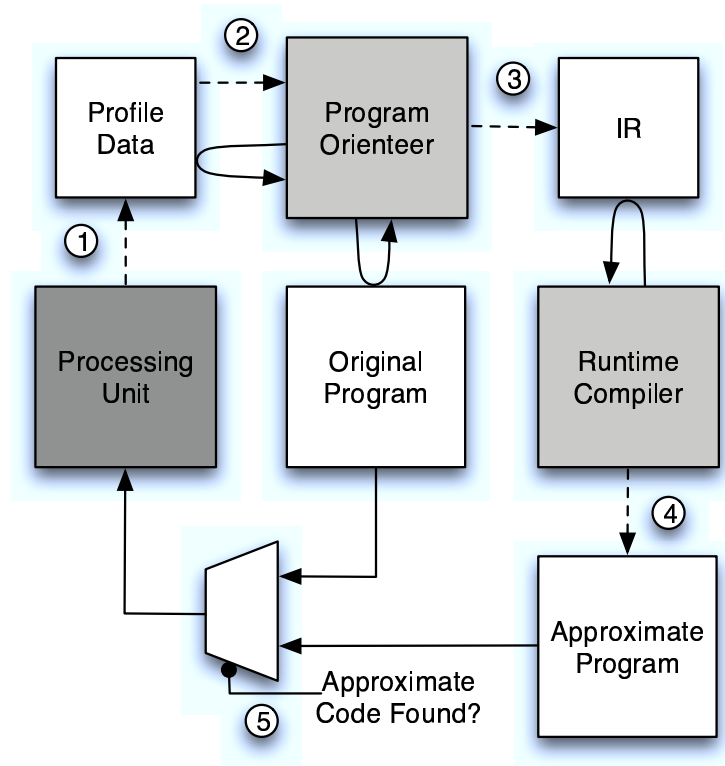 2
3
Profile
Data
Program
Orienteer
IR
1
Processing
Unit
Original
Program
Runtime
Compiler
4
Approximate
Program
Approximate
Code Found?
5